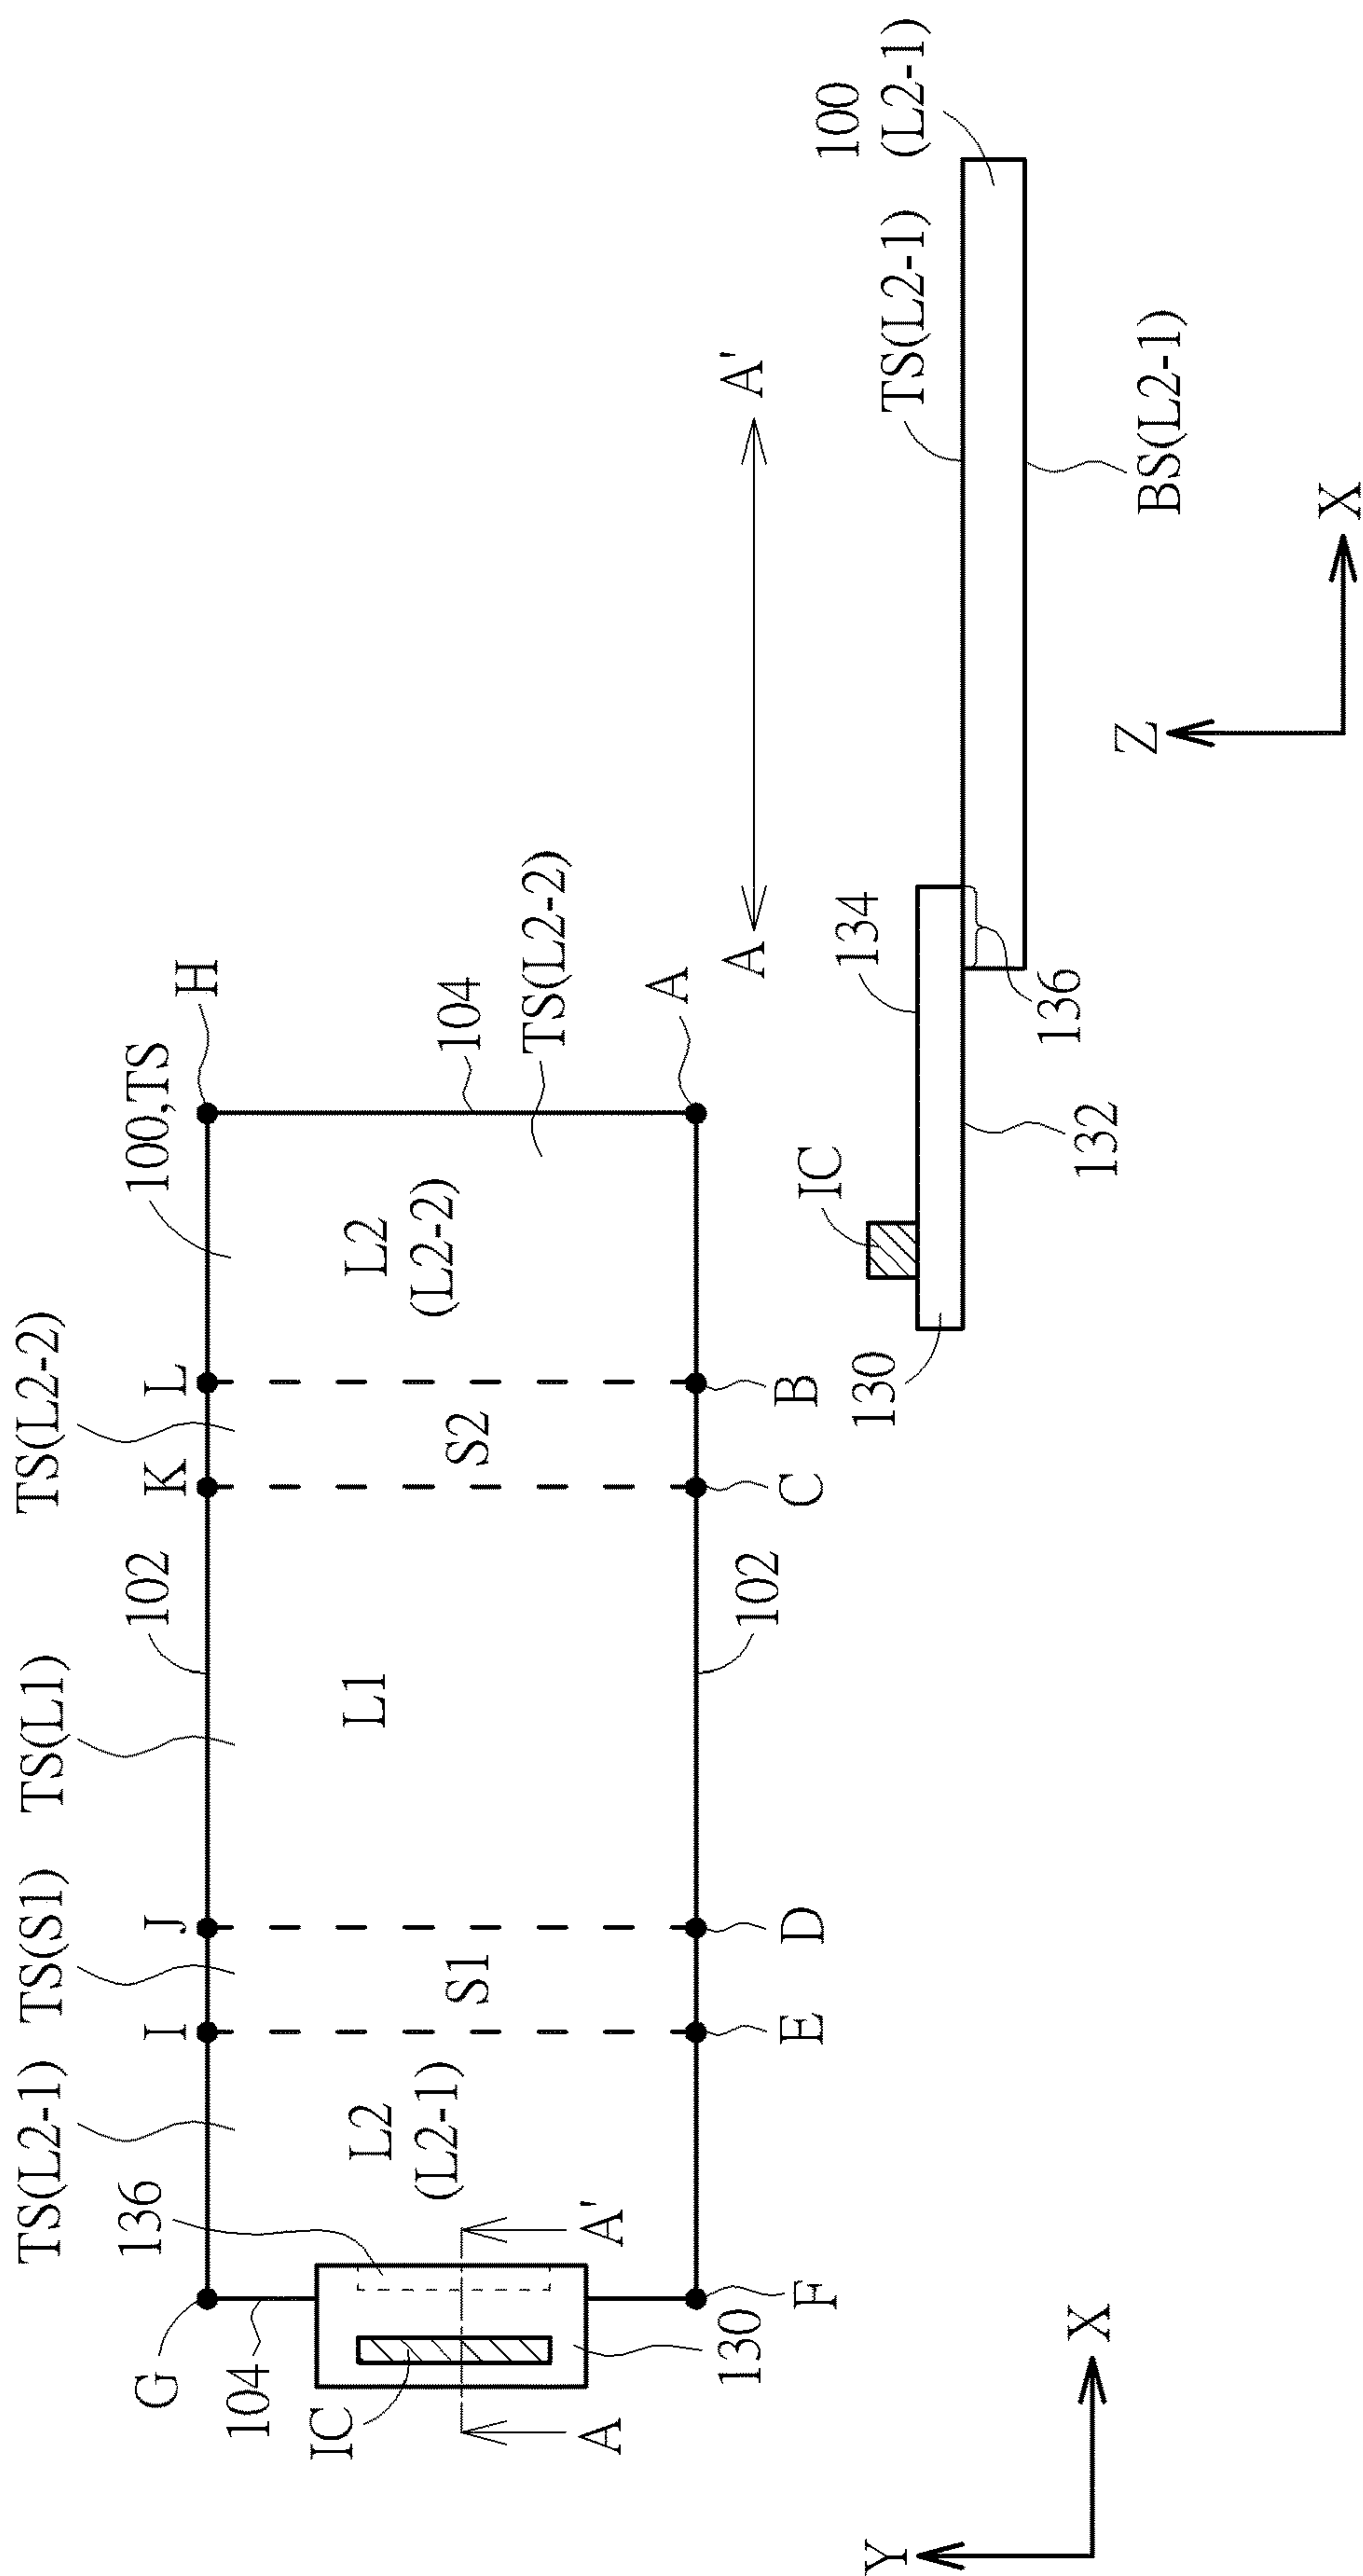 TS(L2-1) TS(S1) TS(L1) TS(L2-2)
G 136 I J 102 K L 100,TS H
104
IC L2 L1 L2
(L2-1) S1 S2 (L2-2) 104
TS(L2-2)
A A'
130 F E D 102 C B A
A A'
IC 134 TS(L2-1) 100
(L2-1)
130 132 136 BS(L2-1)
Y X
Z X